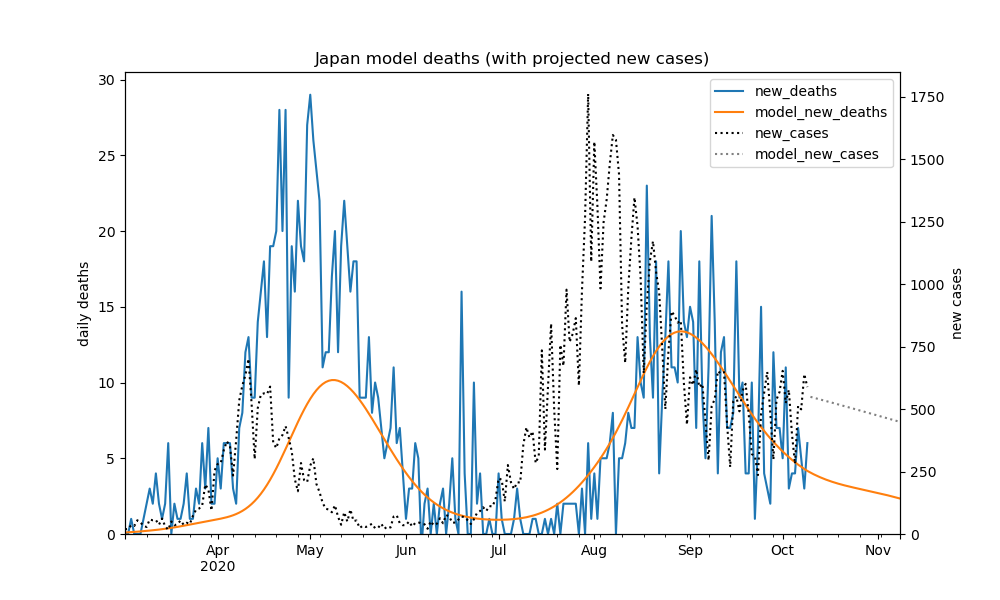 Japan model deaths (with projected new cases)
daily deaths
30
25
20
15
10
5
0
new_deaths
model_new_deaths
new_cases
model_new_cases
1750
1500
1250
1000
750
500
250
0
new cases
Apr May Jun Jul Aug Sep Oct Nov
2020